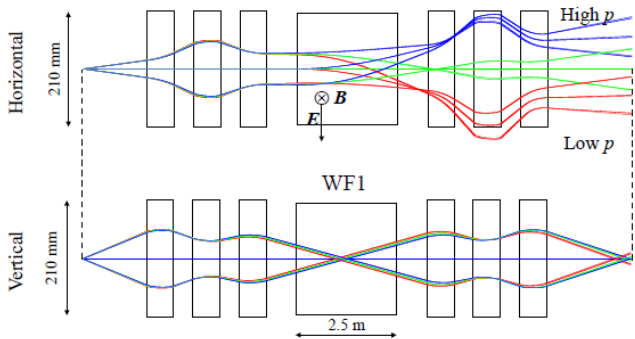 High p
Horizontal
210 mm
⊗ B
E
Low p
WF1
Vertical
210 mm
2.5 m